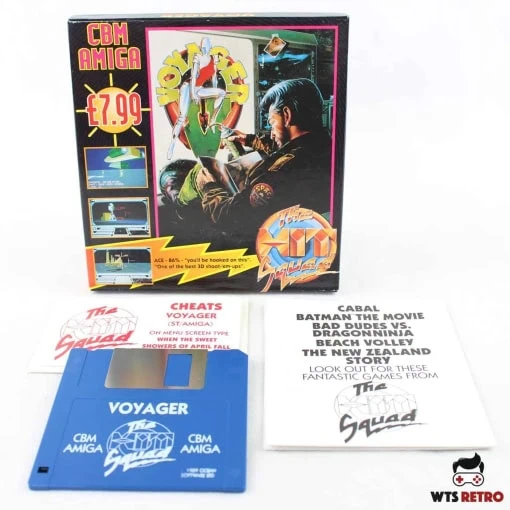 CBM
AMIGA
£7.99
VOYAGER
The
HIT
Squad
ACE - 86% - "you'll be hooked on this".
"One of the best 3D shoot-em-ups".
The
HIT
Squad
CHEATS
VOYAGER
(ST/AMIGA)
ON MENU SCREEN TYPE
WHEN THE SWEET
SHOWERS OF APRIL FALL
VOYAGER
CBM
AMIGA
The
HIT
Squad
CBM
AMIGA
CABAL
BATMAN THE MOVIE
BAD DUDES VS.
DRAGONNINJA
BEACH VOLLEY
THE NEW ZEALAND
STORY
LOOK OUT FOR THESE
FANTASTIC GAMES FROM
The
HIT
Squad
WTS RETRO